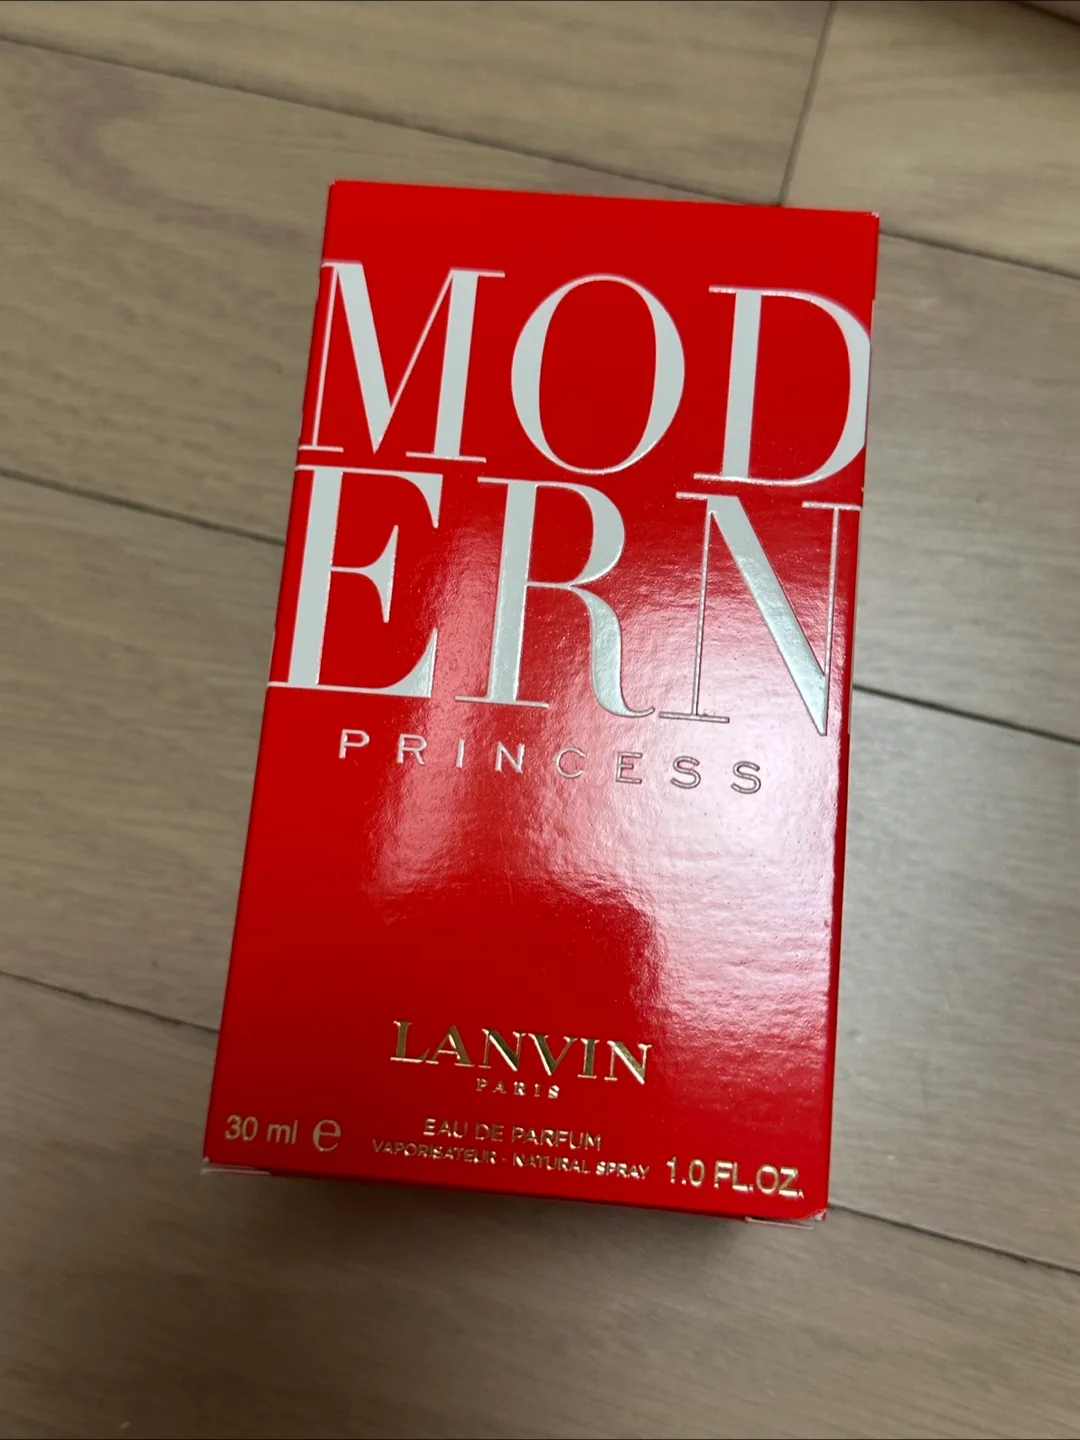 MOD
ERN
PRINCESS
LANVIN
PARIS
30 ml ℮
EAU DE PARFUM
VAPORISATEUR - NATURAL SPRAY
1.0 FL.OZ.